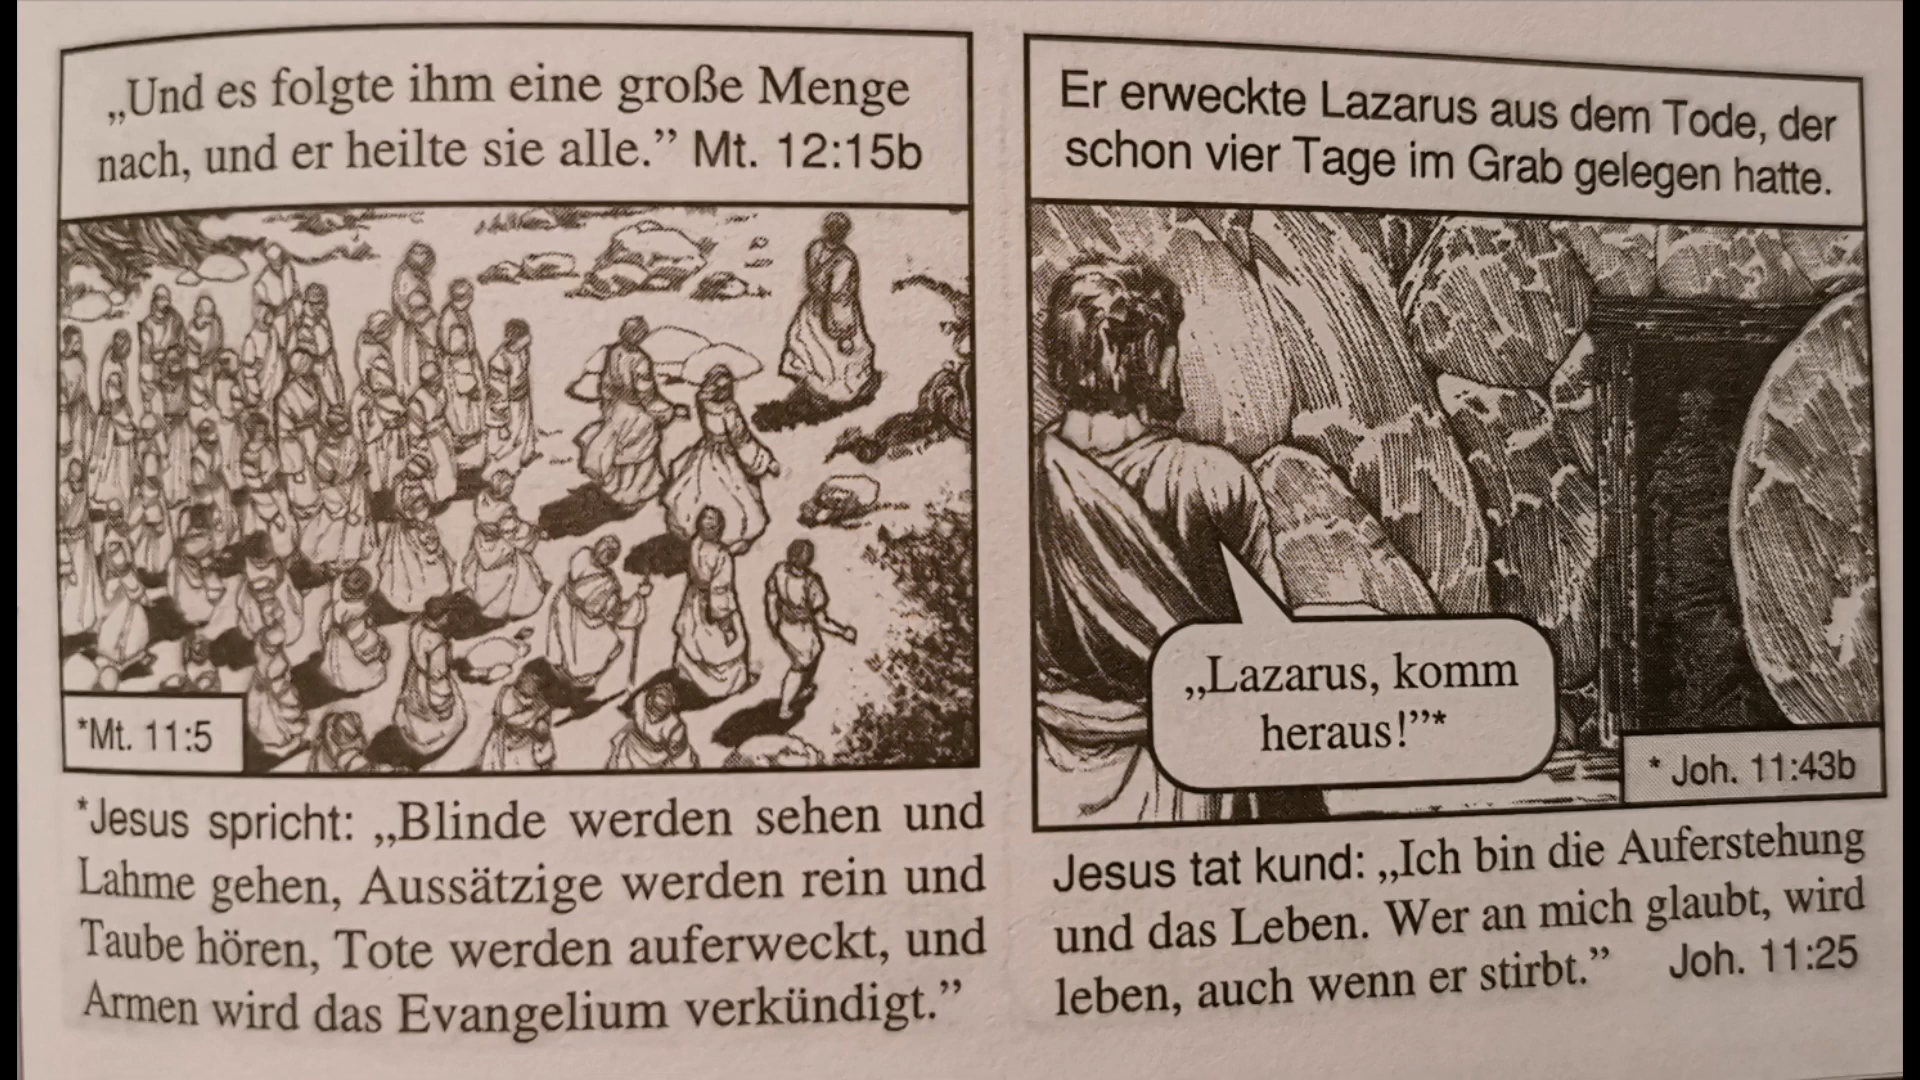 „Und es folgte ihm eine große Menge
nach, und er heilte sie alle.” Mt. 12:15b
*Mt. 11:5
*Jesus spricht: „Blinde werden sehen und
Lahme gehen, Aussätzige werden rein und
Taube hören, Tote werden auferweckt, und
Armen wird das Evangelium verkündigt.”
Er erweckte Lazarus aus dem Tode, der
schon vier Tage im Grab gelegen hatte.
„Lazarus, komm
heraus!”*
* Joh. 11:43b
Jesus tat kund: „Ich bin die Auferstehung
und das Leben. Wer an mich glaubt, wird
leben, auch wenn er stirbt.” Joh. 11:25